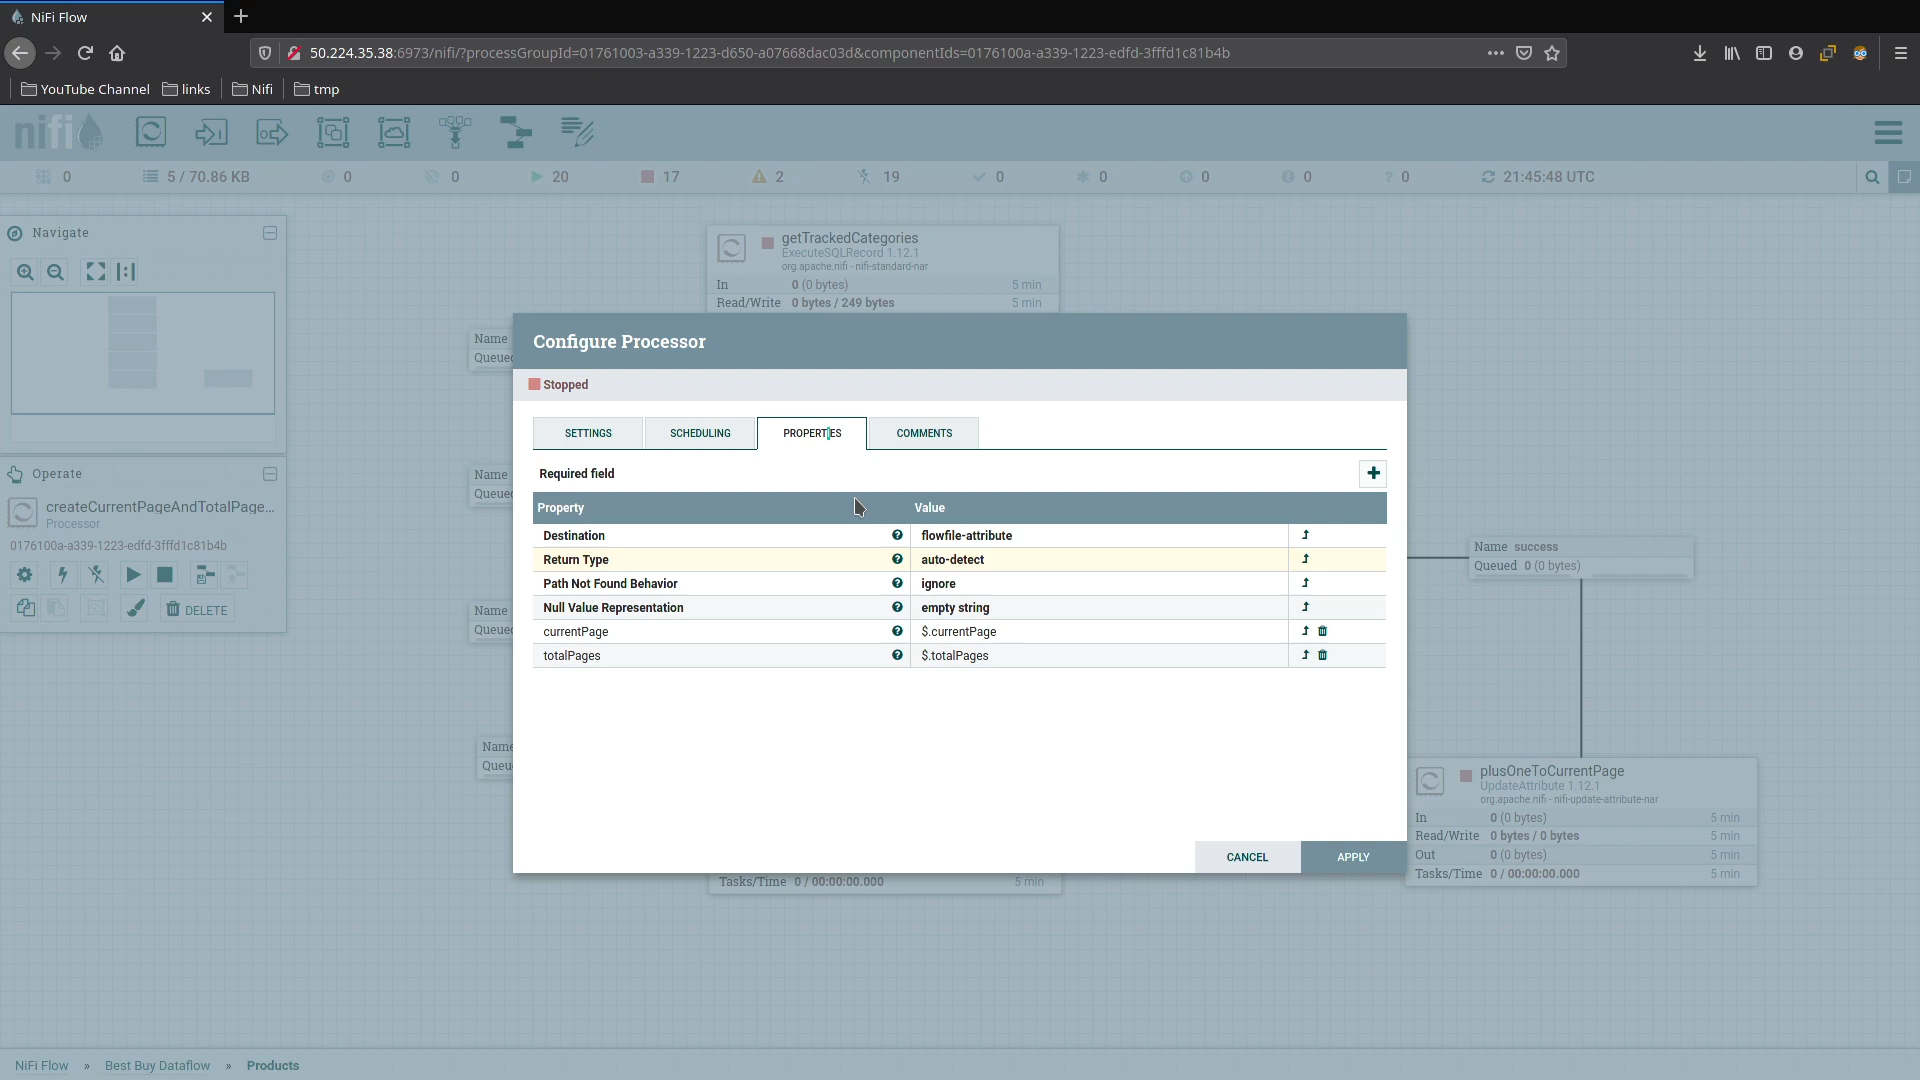 NiFi Flow
50.224.35.38:6973/nifi/?processGroupId=01761003-a339-1223-d650-a07668dac03d&componentIds=0176100a-a339-1223-edfd-3fffd1c81b4b
YouTube Channel links Nifi tmp
nifi
0 5 / 70.86 KB 0 0 20 17 2 19 0 0 0 0 ? 0 21:45:48 UTC
Navigate
getTrackedCategories
ExecuteSQLRecord 1.12.1
org.apache.nifi - nifi-standard-nar
In 0 (0 bytes) 5 min
Read/Write 0 bytes / 249 bytes 5 min
Name
Queued
Configure Processor
Stopped
SETTINGS SCHEDULING PROPERTIES COMMENTS
Required field
Property Value
Destination flowfile-attribute
Return Type auto-detect
Path Not Found Behavior ignore
Null Value Representation empty string
currentPage $.currentPage
totalPages $.totalPages
CANCEL APPLY
Operate
createCurrentPageAndTotalPage...
Processor
0176100a-a339-1223-edfd-3fffd1c81b4b
DELETE
Name
Queued
Name
Queued
Name
Queu
Name success
Queued 0 (0 bytes)
plusOneToCurrentPage
UpdateAttribute 1.12.1
org.apache.nifi - nifi-update-attribute-nar
In 0 (0 bytes) 5 min
Read/Write 0 bytes / 0 bytes 5 min
Out 0 (0 bytes) 5 min
Tasks/Time 0 / 00:00:00.000 5 min
Tasks/Time 0 / 00:00:00.000 5 min
NiFi Flow » Best Buy Dataflow » Products